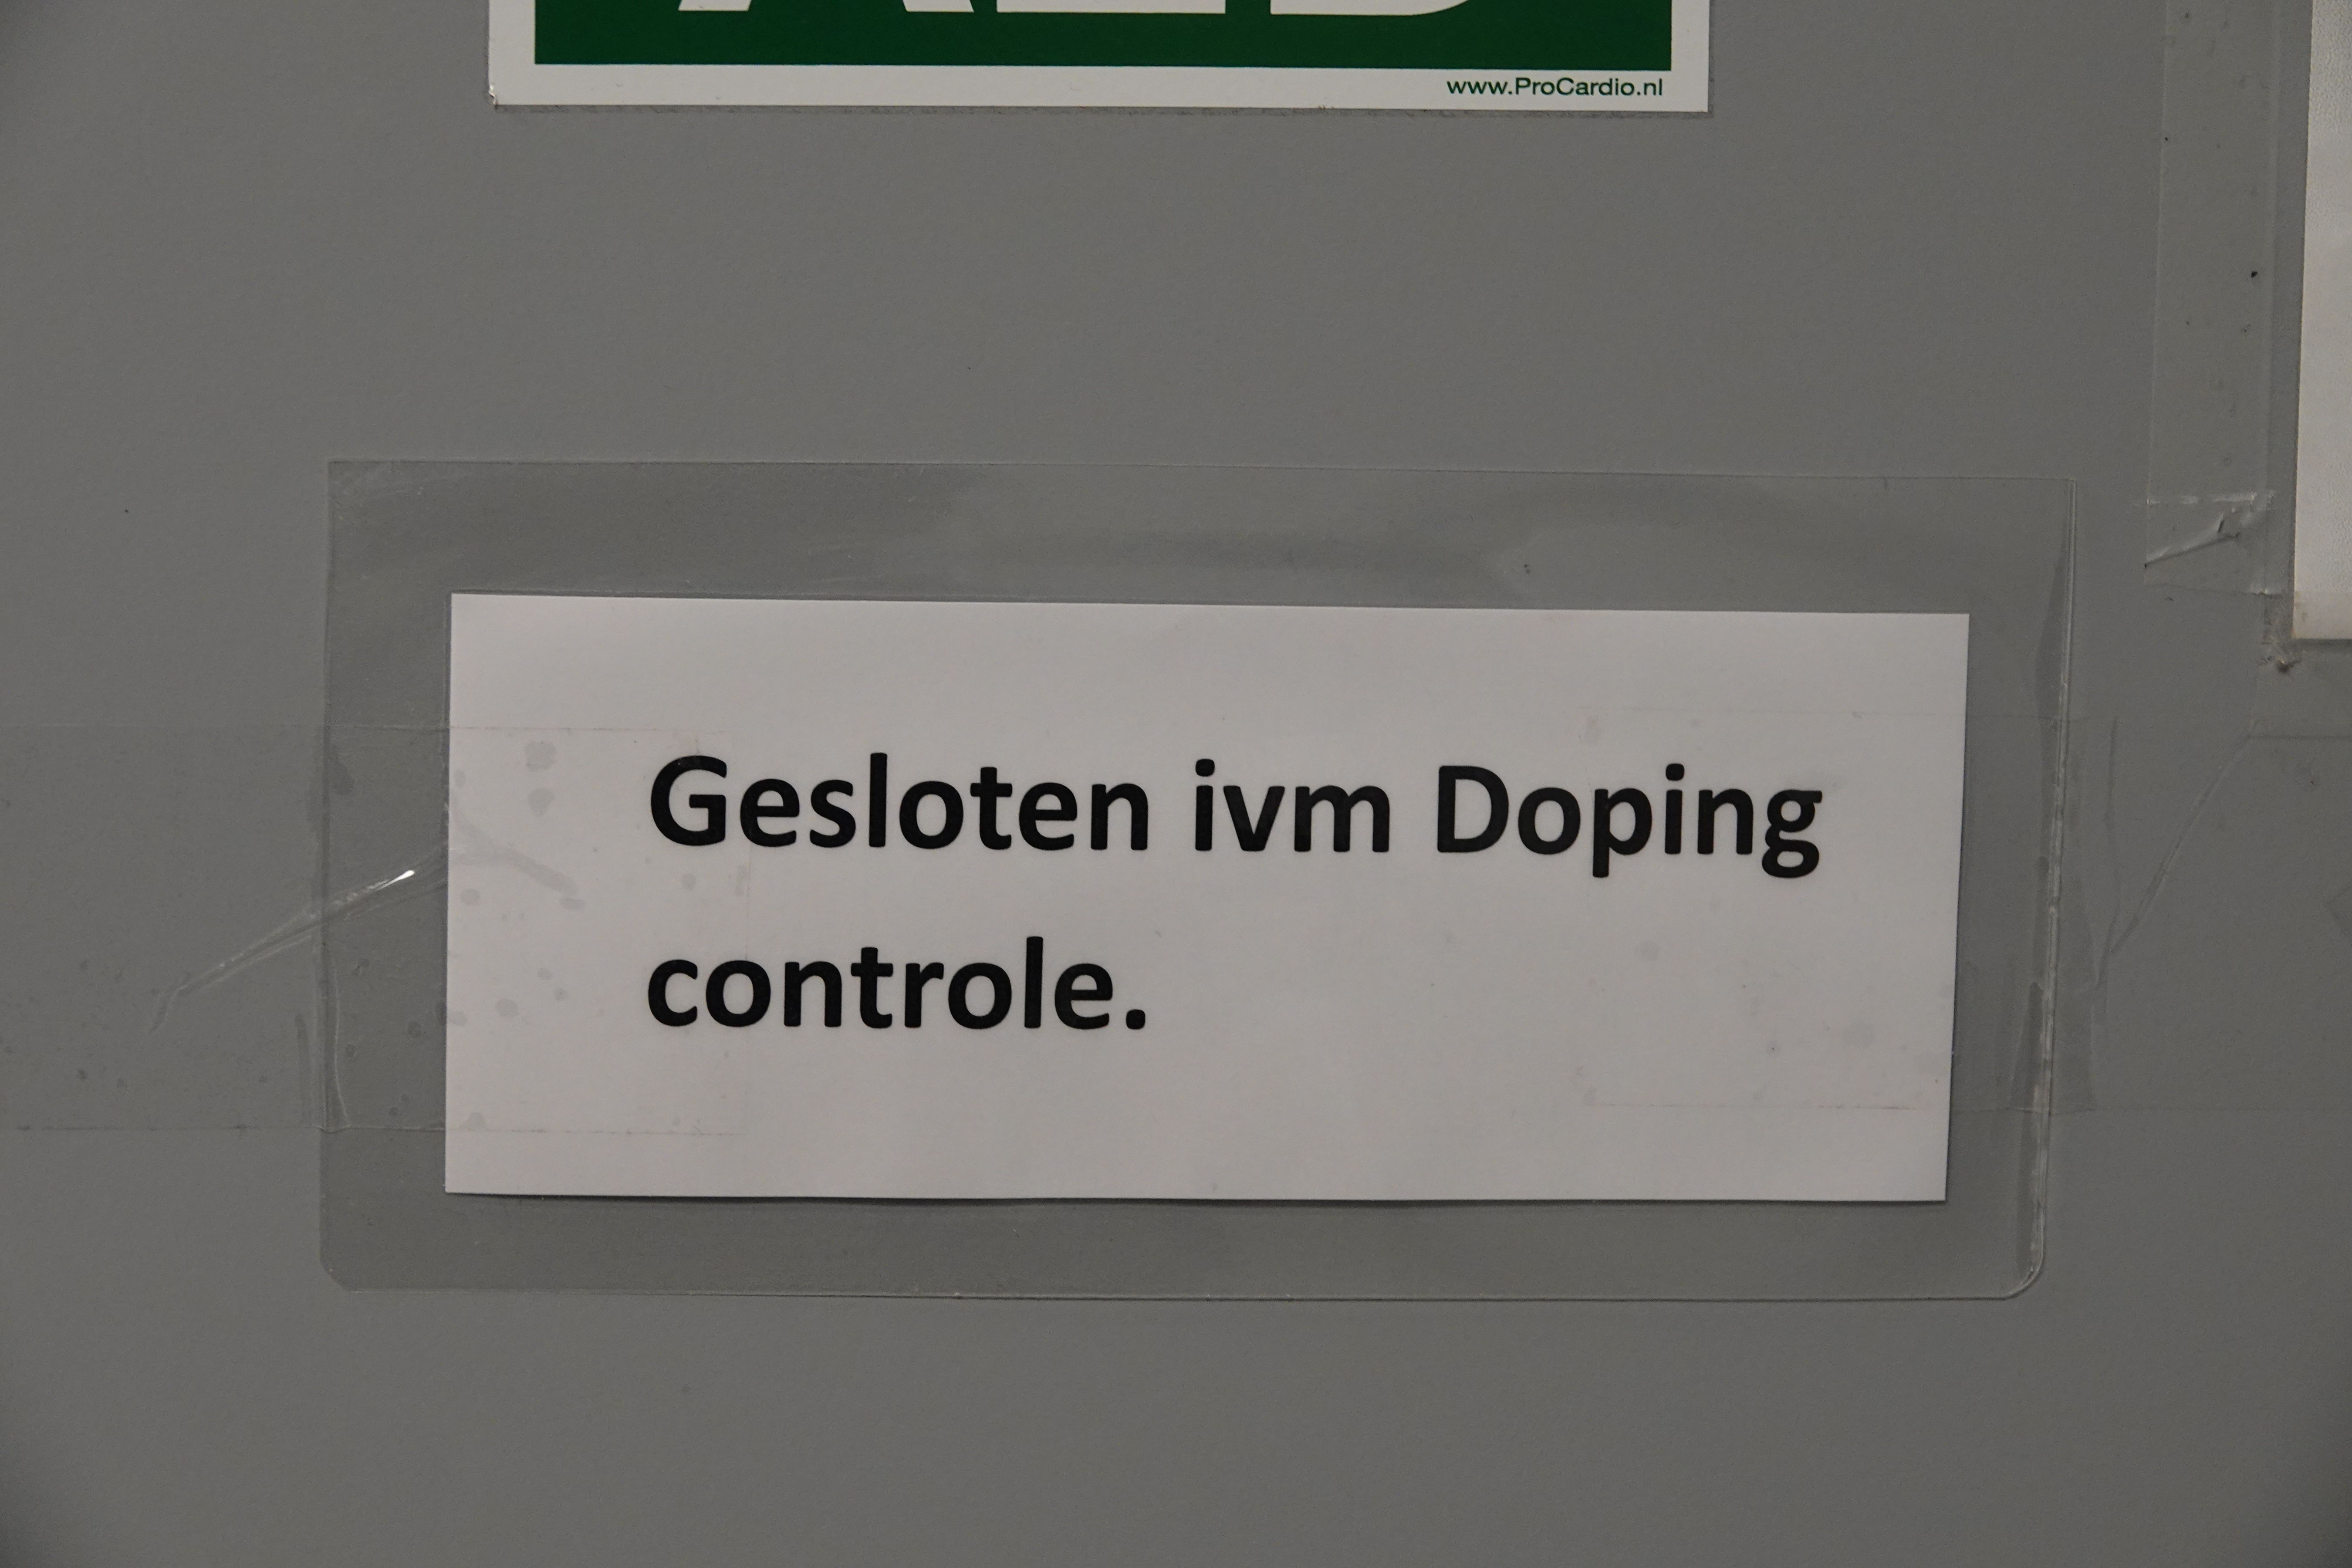 www.ProCardio.nl
Gesloten ivm Doping
controle.